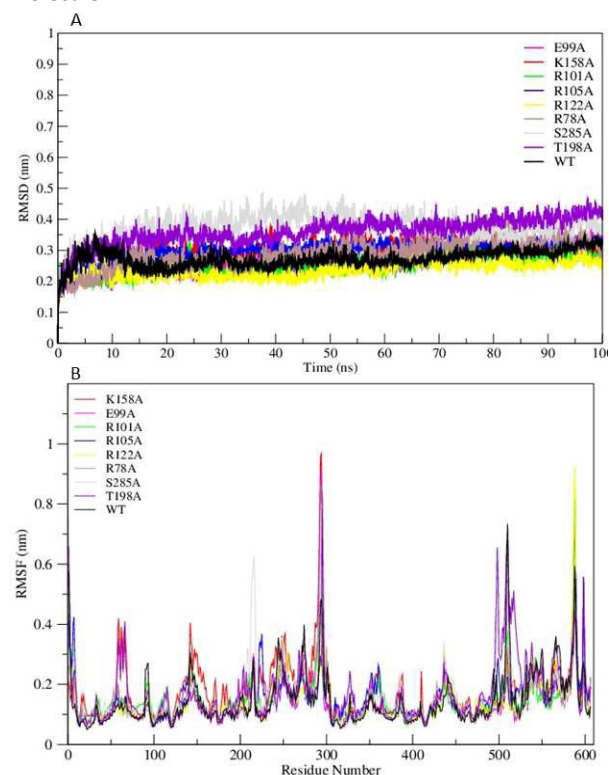 A
1
0.9
0.8
0.7
0.6
0.5
0.4
0.3
0.2
0.1
0
RMSD (nm)
E99A
K158A
R101A
R105A
R122A
R78A
S285A
T198A
WT
0 10 20 30 40 50 60 70 80 90 100
Time (ns)
B
K158A
E99A
R101A
R105A
R122A
R78A
S285A
T198A
WT
1
0.8
0.6
0.4
0.2
0
RMSF (nm)
0 100 200 300 400 500 600
Residue Number